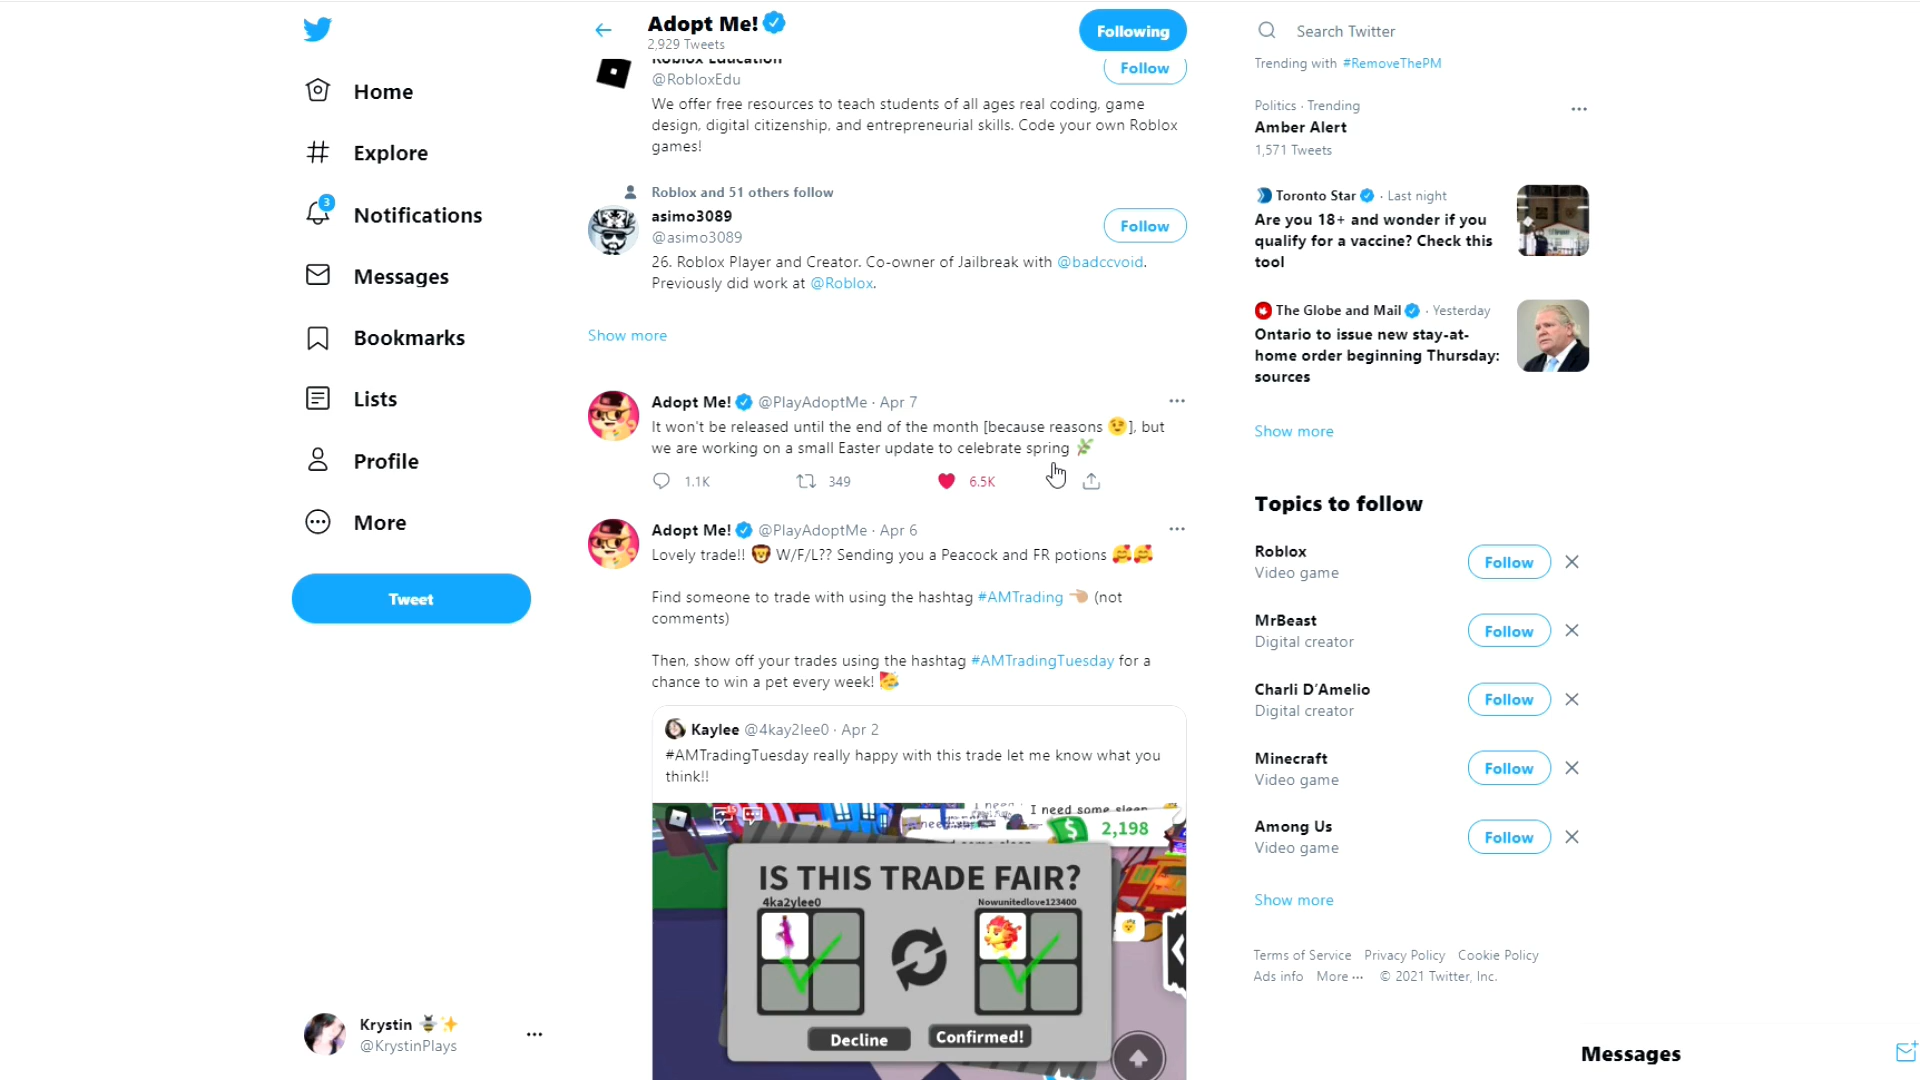 Home
Explore
3
Notifications
Messages
Bookmarks
Lists
Profile
More
Tweet
Krystin
@KrystinPlays
Adopt Me!
2,929 Tweets
Following
Roblox Education
@RobloxEdu
Follow
We offer free resources to teach students of all ages real coding, game
design, digital citizenship, and entrepreneurial skills. Code your own Roblox
games!
Roblox and 51 others follow
asimo3089
@asimo3089
Follow
26. Roblox Player and Creator. Co-owner of Jailbreak with @badccvoid.
Previously did work at @Roblox.
Show more
Adopt Me! @PlayAdoptMe · Apr 7
It won't be released until the end of the month [because reasons 😉], but
we are working on a small Easter update to celebrate spring 🌿
1.1K 349 6.5K
Adopt Me! @PlayAdoptMe · Apr 6
Lovely trade!! 🦁 W/F/L?? Sending you a Peacock and FR potions 🥰🥰
Find someone to trade with using the hashtag #AMTrading 👈🏼 (not
comments)
Then, show off your trades using the hashtag #AMTradingTuesday for a
chance to win a pet every week! 🥳
Kaylee @4kay2lee0 · Apr 2
#AMTradingTuesday really happy with this trade let me know what you
think!!
15
I need some sleep
2,198
IS THIS TRADE FAIR?
4ka2ylee0
Nowunitedlove123400
Decline
Confirmed!
Search Twitter
Trending with #RemoveThePM
Politics · Trending
Amber Alert
1,571 Tweets
Toronto Star · Last night
Are you 18+ and wonder if you
qualify for a vaccine? Check this
tool
The Globe and Mail · Yesterday
Ontario to issue new stay-at-
home order beginning Thursday:
sources
Show more
Topics to follow
Roblox
Video game
Follow
MrBeast
Digital creator
Follow
Charli D'Amelio
Digital creator
Follow
Minecraft
Video game
Follow
Among Us
Video game
Follow
Show more
Terms of Service Privacy Policy Cookie Policy
Ads info More ··· © 2021 Twitter, Inc.
Messages